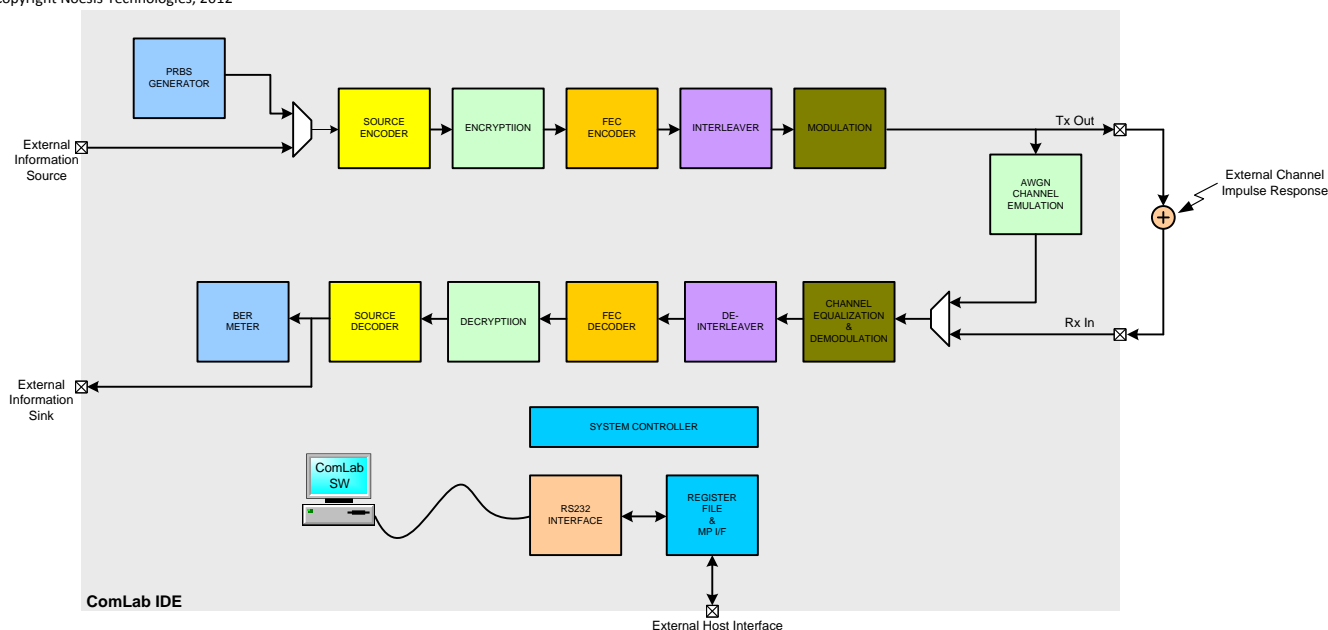 Copyright Noesis Technologies, 2012
PRBS
GENERATOR
SOURCE
ENCODER
ENCRYPTIION
FEC
ENCODER
INTERLEAVER
MODULATION
Tx Out
External
Information
Source
AWGN
CHANNEL
EMULATION
External Channel
Impulse Response
+
BER
METER
SOURCE
DECODER
DECRYPTIION
FEC
DECODER
DE-
INTERLEAVER
CHANNEL
EQUALIZATION
&
DEMODULATION
Rx In
External
Information
Sink
SYSTEM CONTROLLER
ComLab
SW
RS232
INTERFACE
REGISTER
FILE
&
MP I/F
ComLab IDE
External Host Interface